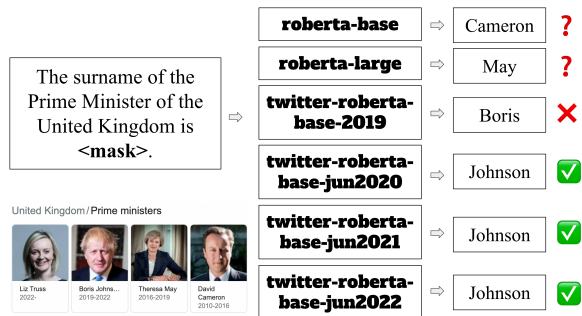 The surname of the
Prime Minister of the
United Kingdom is
<mask>.
roberta-base
Cameron
?
roberta-large
May
?
twitter-roberta-
base-2019
Boris
❌
twitter-roberta-
base-jun2020
Johnson
✅
twitter-roberta-
base-jun2021
Johnson
✅
twitter-roberta-
base-jun2022
Johnson
✅
United Kingdom/Prime ministers
Liz Truss
2022-
Boris Johns...
2019-2022
Theresa May
2016-2019
David
Cameron
2010-2016